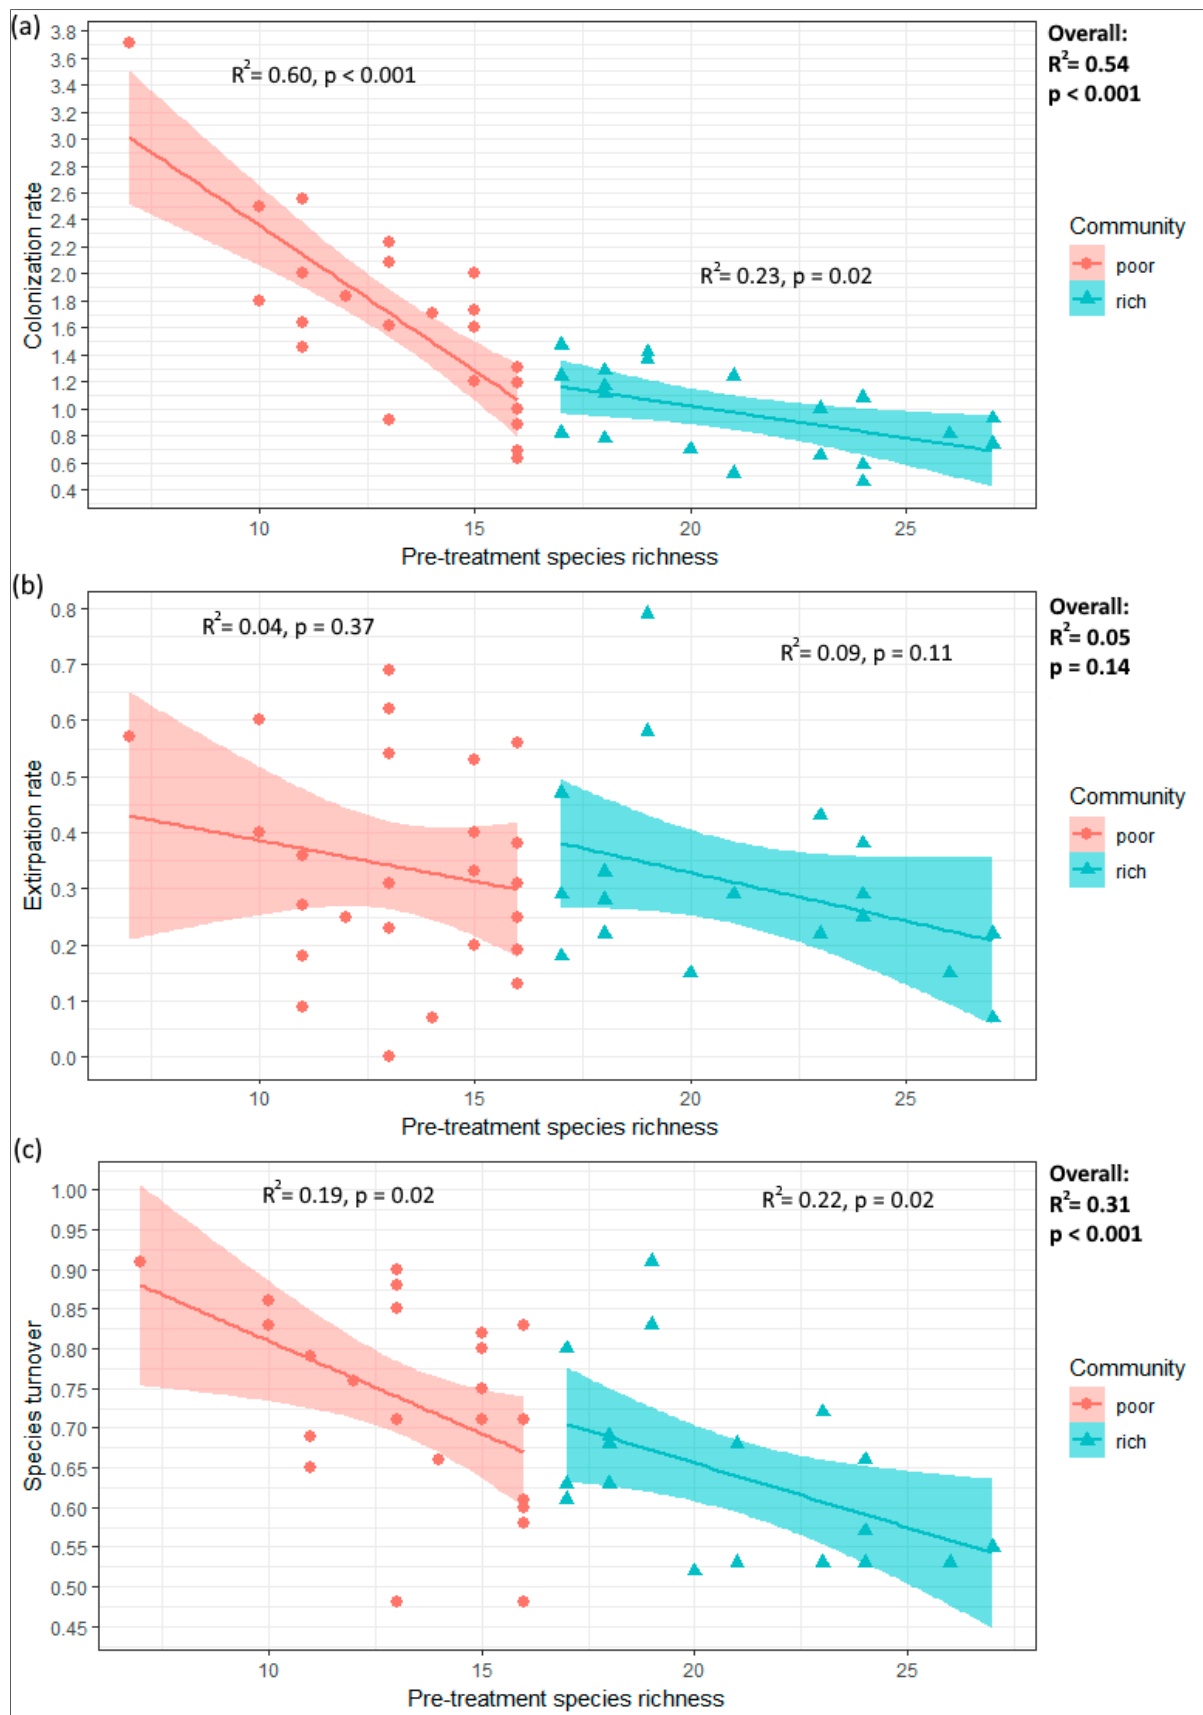 (a)
3.8
3.6
3.4
3.2
3.0
2.8
2.6
2.4
2.2
2.0
1.8
1.6
1.4
1.2
1.0
0.8
0.6
0.4
Colonization rate
R²= 0.60, p < 0.001
R²= 0.23, p = 0.02
Overall:
R²= 0.54
p < 0.001
Community
poor
rich
10 15 20 25
Pre-treatment species richness
(b)
0.8
0.7
0.6
0.5
0.4
0.3
0.2
0.1
0.0
Extirpation rate
R²= 0.04, p = 0.37
R²= 0.09, p = 0.11
Overall:
R²= 0.05
p = 0.14
Community
poor
rich
10 15 20 25
Pre-treatment species richness
(c)
1.00
0.95
0.90
0.85
0.80
0.75
0.70
0.65
0.60
0.55
0.50
0.45
Species turnover
R²= 0.19, p = 0.02
R²= 0.22, p = 0.02
Overall:
R²= 0.31
p < 0.001
Community
poor
rich
10 15 20 25
Pre-treatment species richness